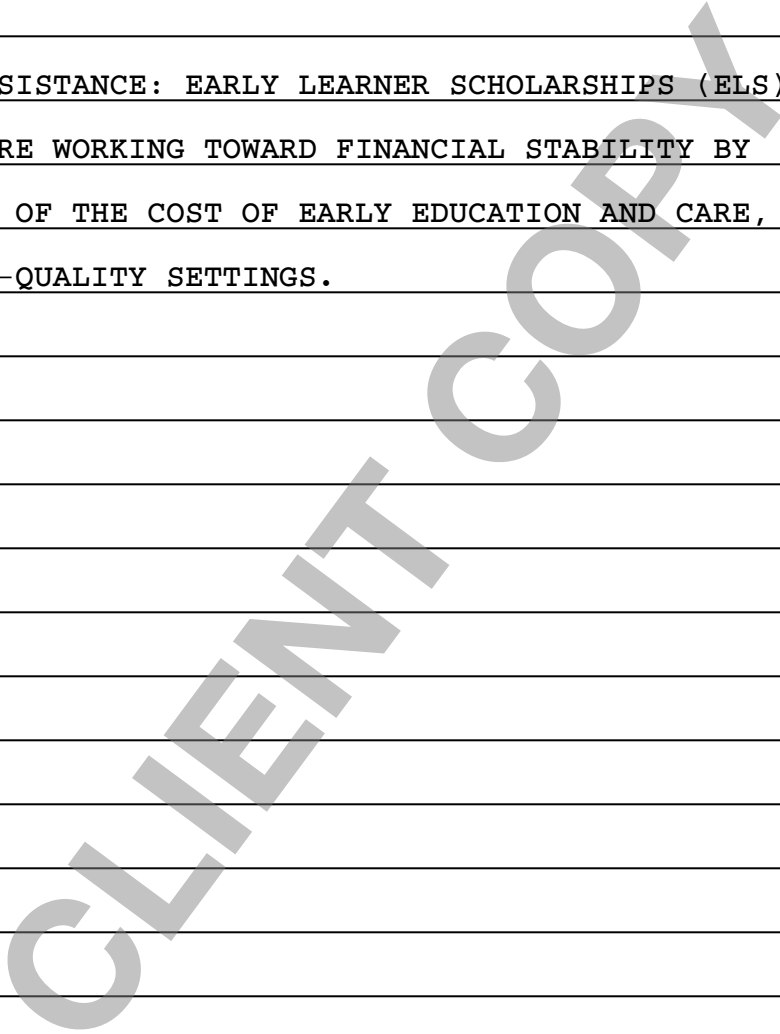 SISTANCE: EARLY LEARNER SCHOLARSHIPS (ELS)
RE WORKING TOWARD FINANCIAL STABILITY BY
OF THE COST OF EARLY EDUCATION AND CARE,
-QUALITY SETTINGS.
CLIENT COPY